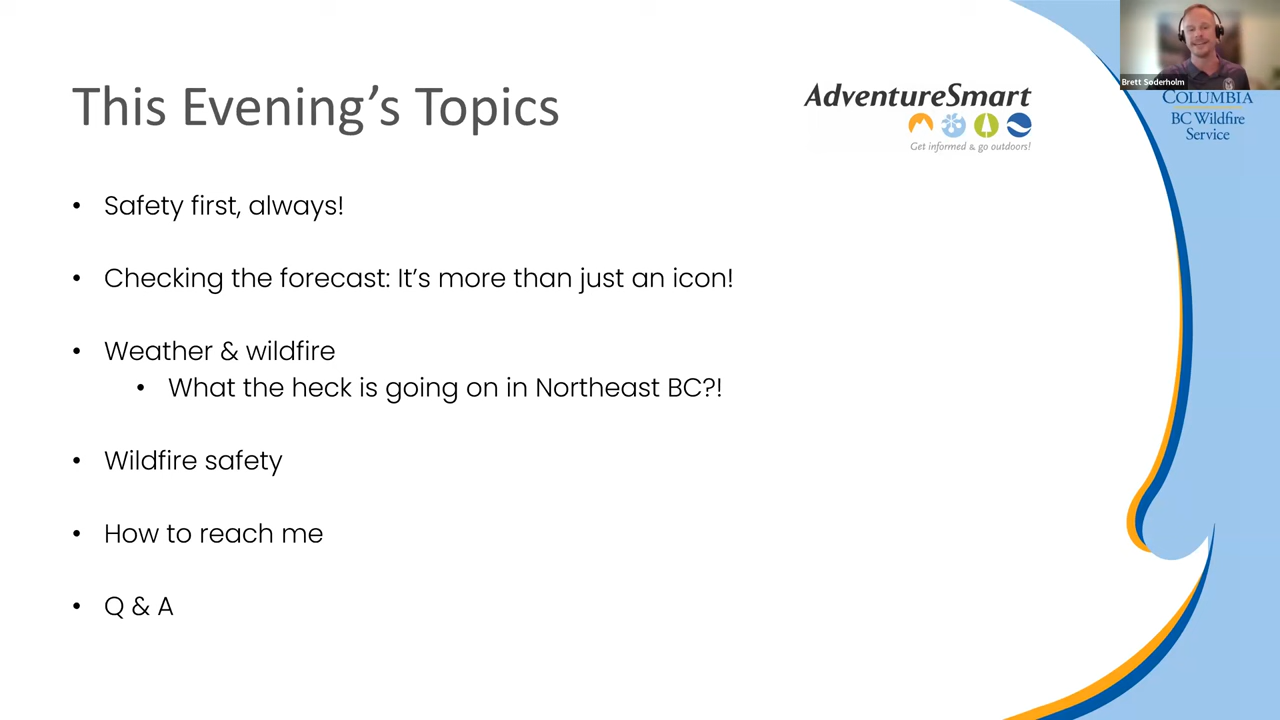 Brett Soderholm
This Evening's Topics
AdventureSmart
Get informed & go outdoors!
COLUMBIA
BC Wildfire
Service
• Safety first, always!
• Checking the forecast: It's more than just an icon!
• Weather & wildfire
• What the heck is going on in Northeast BC?!
• Wildfire safety
• How to reach me
• Q & A